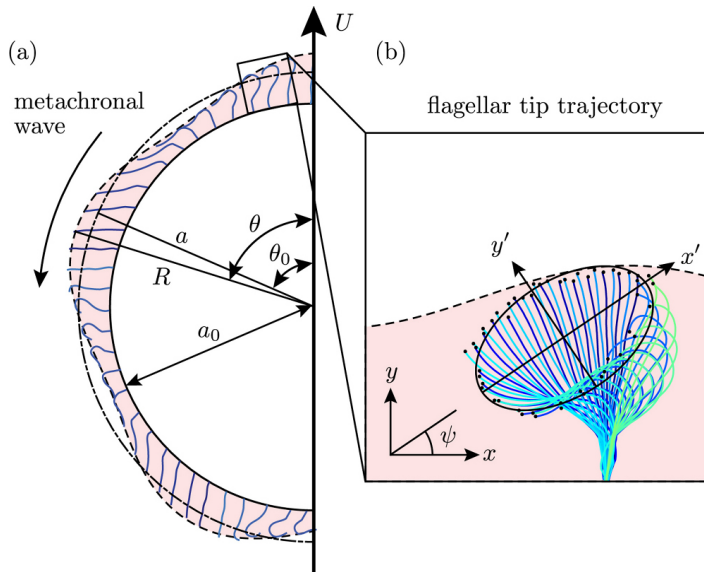 (a)
U
(b)
metachronal
wave
flagellar tip trajectory
θ
a
θ₀
R
a₀
y′
x′
y
ψ
x